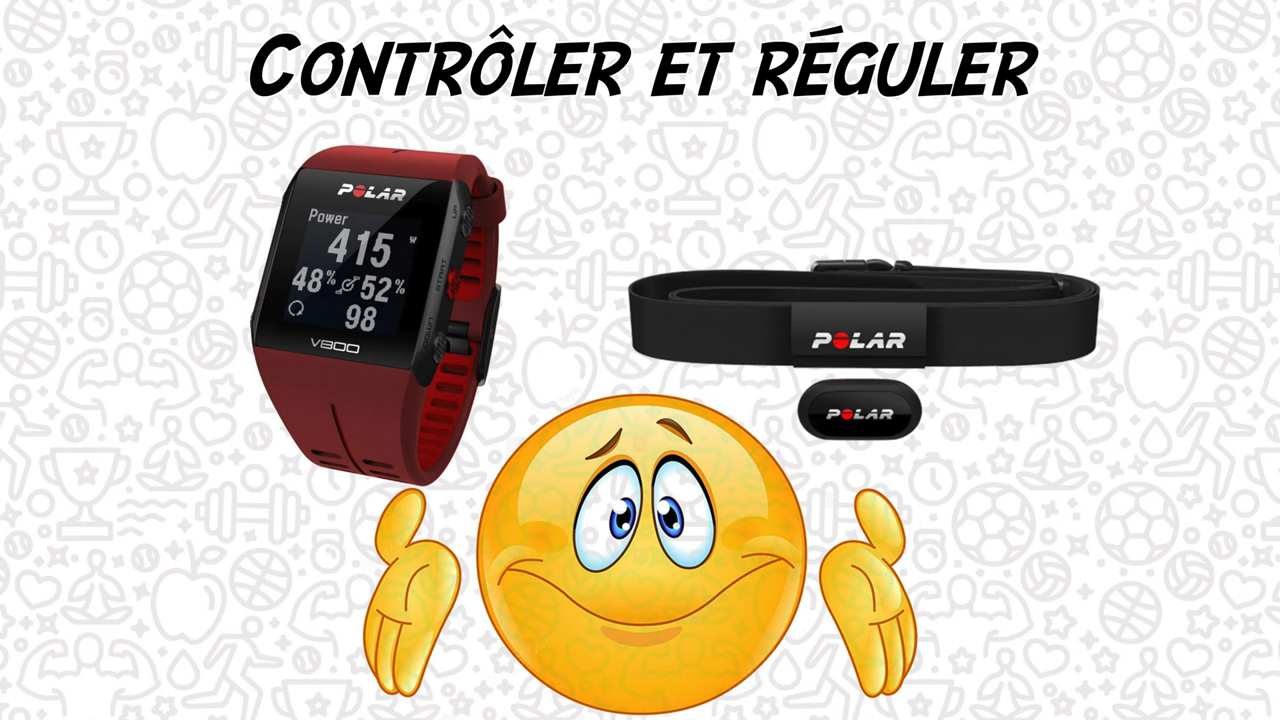 CONTRÔLER ET RÉGULER
POLAR
Power
415 W
48% 52%
98
V800
UP
START
DOWN
POLAR
POLAR